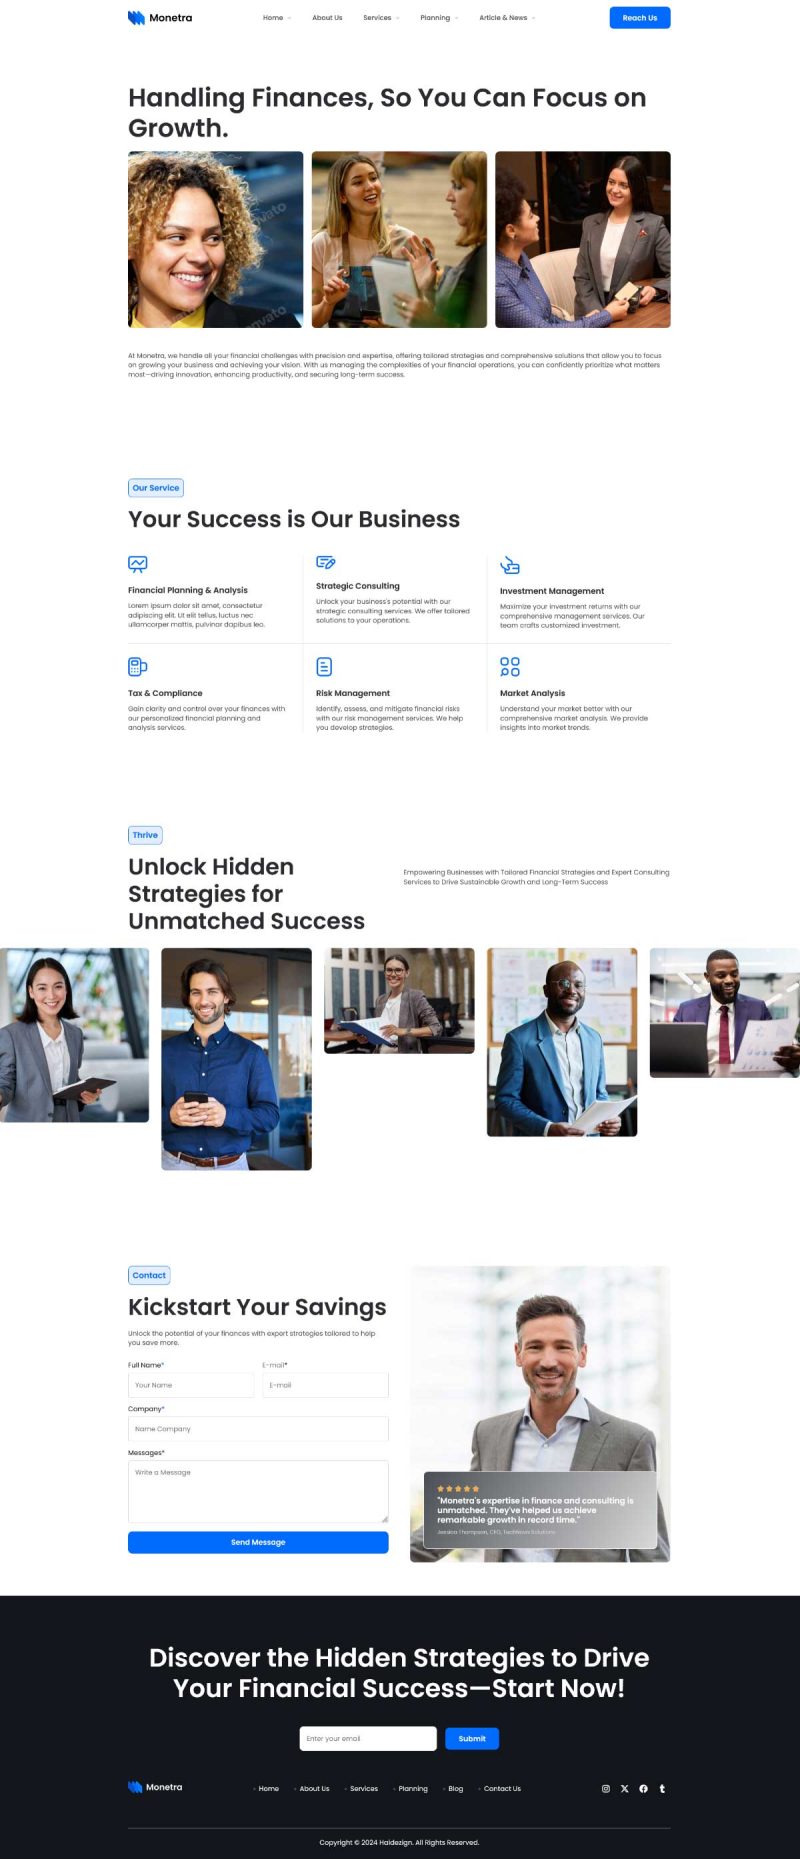 Monetra
Home
About Us
Services
Planning
Article & News
Reach Us
Handling Finances, So You Can Focus on
Growth.
envato
envato
At Monetra, we handle all your financial challenges with precision and expertise, offering tailored strategies and comprehensive solutions that allow you to focus
on growing your business and achieving your vision. With us managing the complexities of your financial operations, you can confidently prioritize what matters
most—driving innovation, enhancing productivity, and securing long-term success.
Our Service
Your Success is Our Business
Financial Planning & Analysis
Lorem ipsum dolor sit amet, consectetur
adipiscing elit. Ut elit tellus, luctus nec
ullamcorper mattis, pulvinar dapibus leo.
Strategic Consulting
Unlock your business's potential with our
strategic consulting services. We offer tailored
solutions to your operations.
Investment Management
Maximize your investment returns with our
comprehensive management services. Our
team crafts customized investment.
Tax & Compliance
Gain clarity and control over your finances with
our personalized financial planning and
analysis services.
Risk Management
Identify, assess, and mitigate financial risks
with our risk management services. We help
you develop strategies.
Market Analysis
Understand your market better with our
comprehensive market analysis. We provide
insights into market trends.
Thrive
Unlock Hidden
Strategies for
Unmatched Success
Empowering Businesses with Tailored Financial Strategies and Expert Consulting
Services to Drive Sustainable Growth and Long-Term Success
Contact
Kickstart Your Savings
Unlock the potential of your finances with expert strategies tailored to help
you save more.
Full Name*
E-mail*
Your Name
E-mail
Company*
Name Company
Messages*
Write a Message
Send Message
"Monetra's expertise in finance and consulting is
unmatched. They've helped us achieve
remarkable growth in record time."
Jessica Thompson, CFO, TechNova Solutions
Discover the Hidden Strategies to Drive
Your Financial Success—Start Now!
Enter your email
Submit
Monetra
Home
About Us
Services
Planning
Blog
Contact Us
Copyright © 2024 Haldezign. All Rights Reserved.